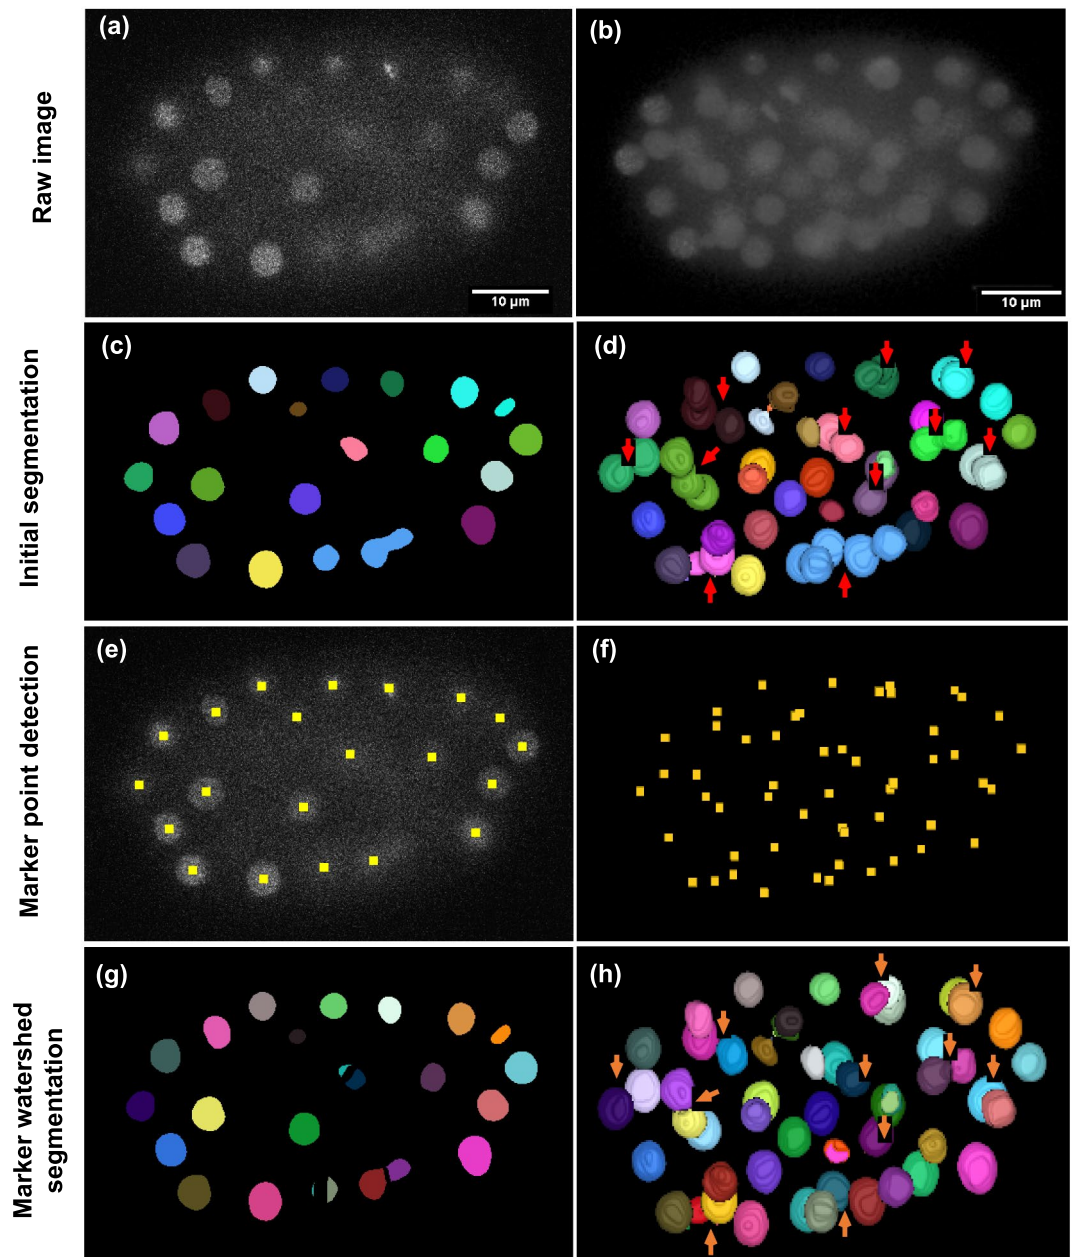 Raw image
(a)
(b)
10 µm
10 µm
Initial segmentation
(c)
(d)
Marker point detection
(e)
(f)
Marker watershed
segmentation
(g)
(h)